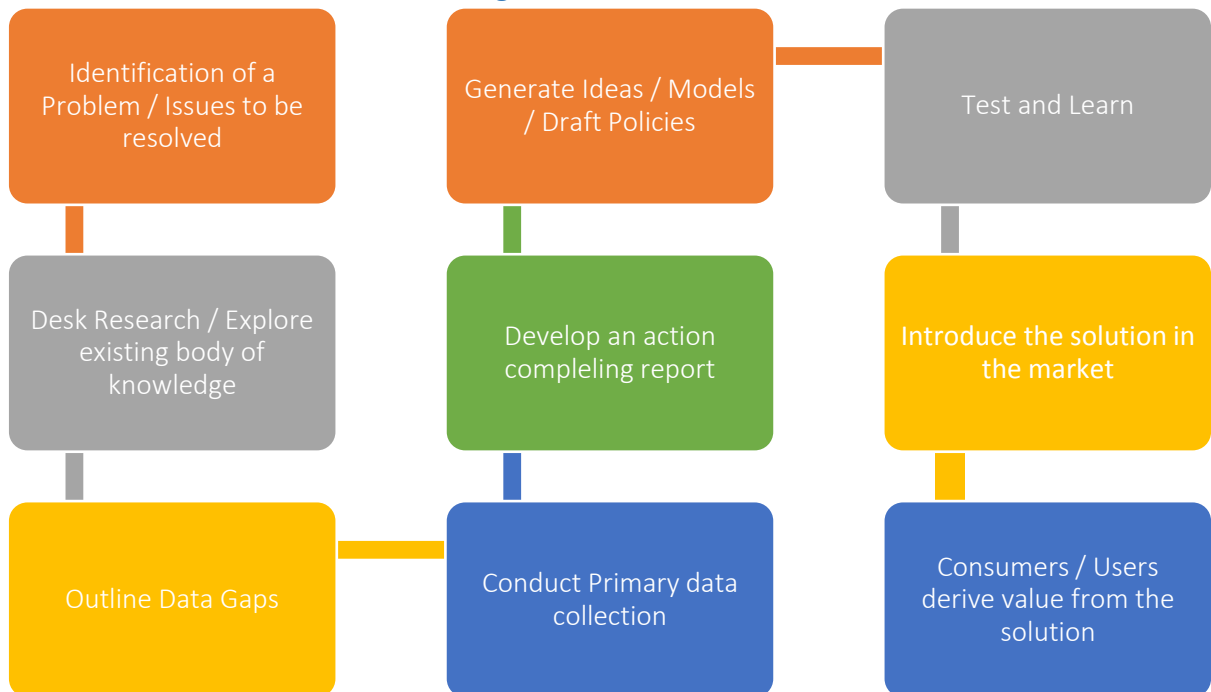 Identification of a
Problem / Issues to be
resolved
Desk Research / Explore
existing body of
knowledge
Outline Data Gaps
Conduct Primary data
collection
Develop an action
completing report
Generate Ideas / Models
/ Draft Policies
Test and Learn
Introduce the solution in
the market
Consumers / Users
derive value from the
solution